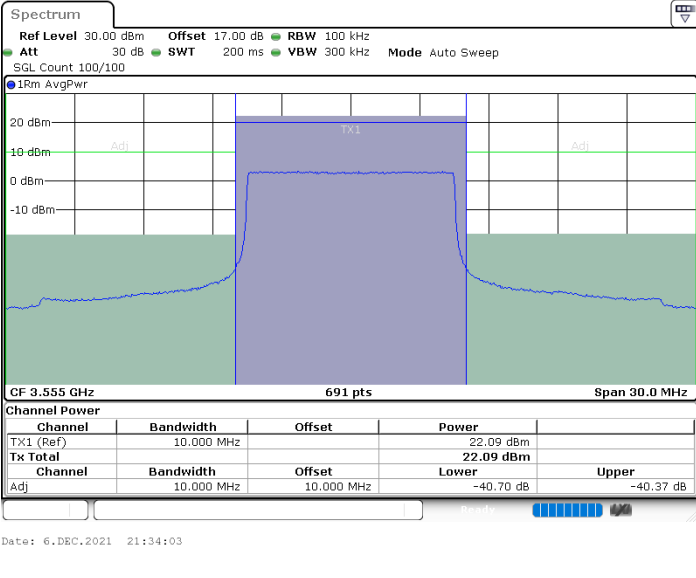 Spectrum
Ref Level 30.00 dBm Offset 17.00 dB RBW 100 kHz
Att 30 dB SWT 200 ms VBW 300 kHz Mode Auto Sweep
SGL Count 100/100
1Rm AvgPwr
20 dBm
TX1
Adj Adj
10 dBm
0 dBm
-10 dBm
CF 3.555 GHz 691 pts Span 30.0 MHz
Channel Power
Channel Bandwidth Offset Power
TX1 (Ref) 10.000 MHz 22.09 dBm
Tx Total 22.09 dBm
Channel Bandwidth Offset Lower Upper
Adj 10.000 MHz 10.000 MHz -40.70 dB -40.37 dB
Ready
Date: 6.DEC.2021 21:34:03